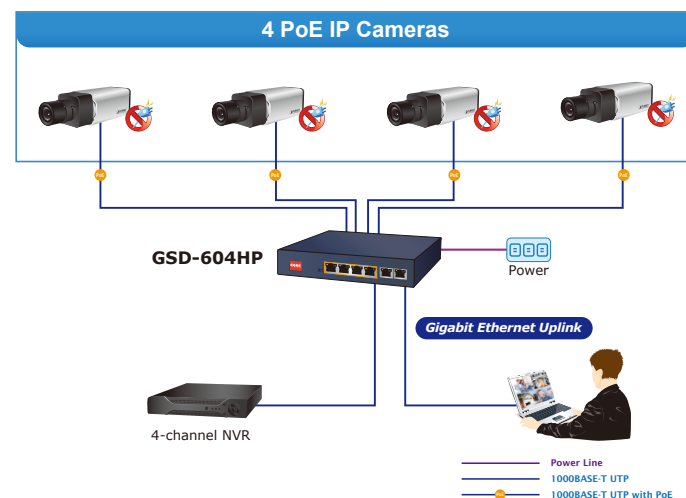 4 PoE IP Cameras
PoE
PoE
PoE
PoE
GSD-604HP
Power
Gigabit Ethernet Uplink
4-channel NVR
Power Line
1000BASE-T UTP
PoE
1000BASE-T UTP with PoE